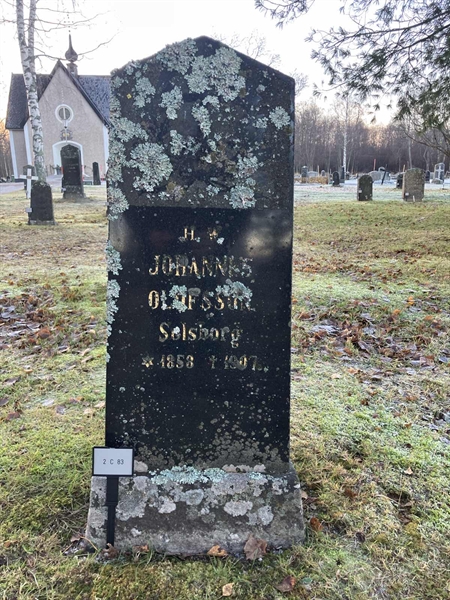 H. V.
JOHANNES
OLOFSSON
Selsborg
* 1858 † 1907
2 C 83